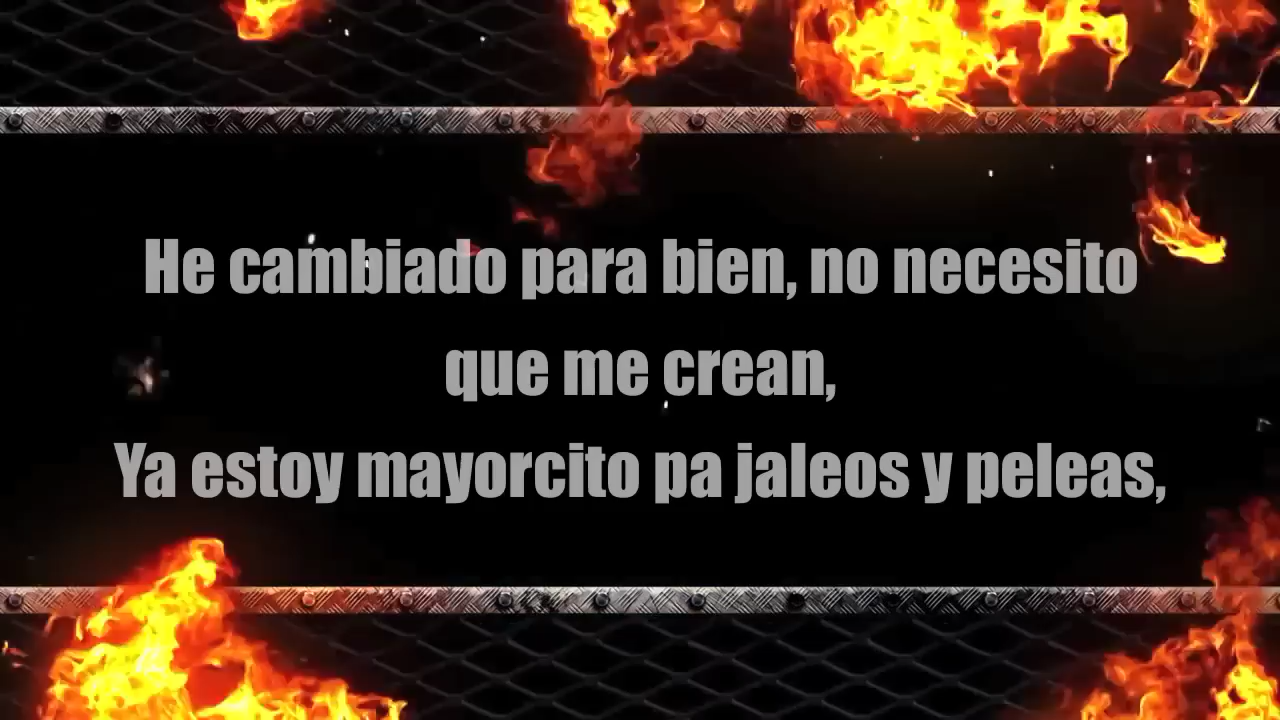 He cambiado para bien, no necesito
que me crean,
Ya estoy mayorcito pa jaleos y peleas,